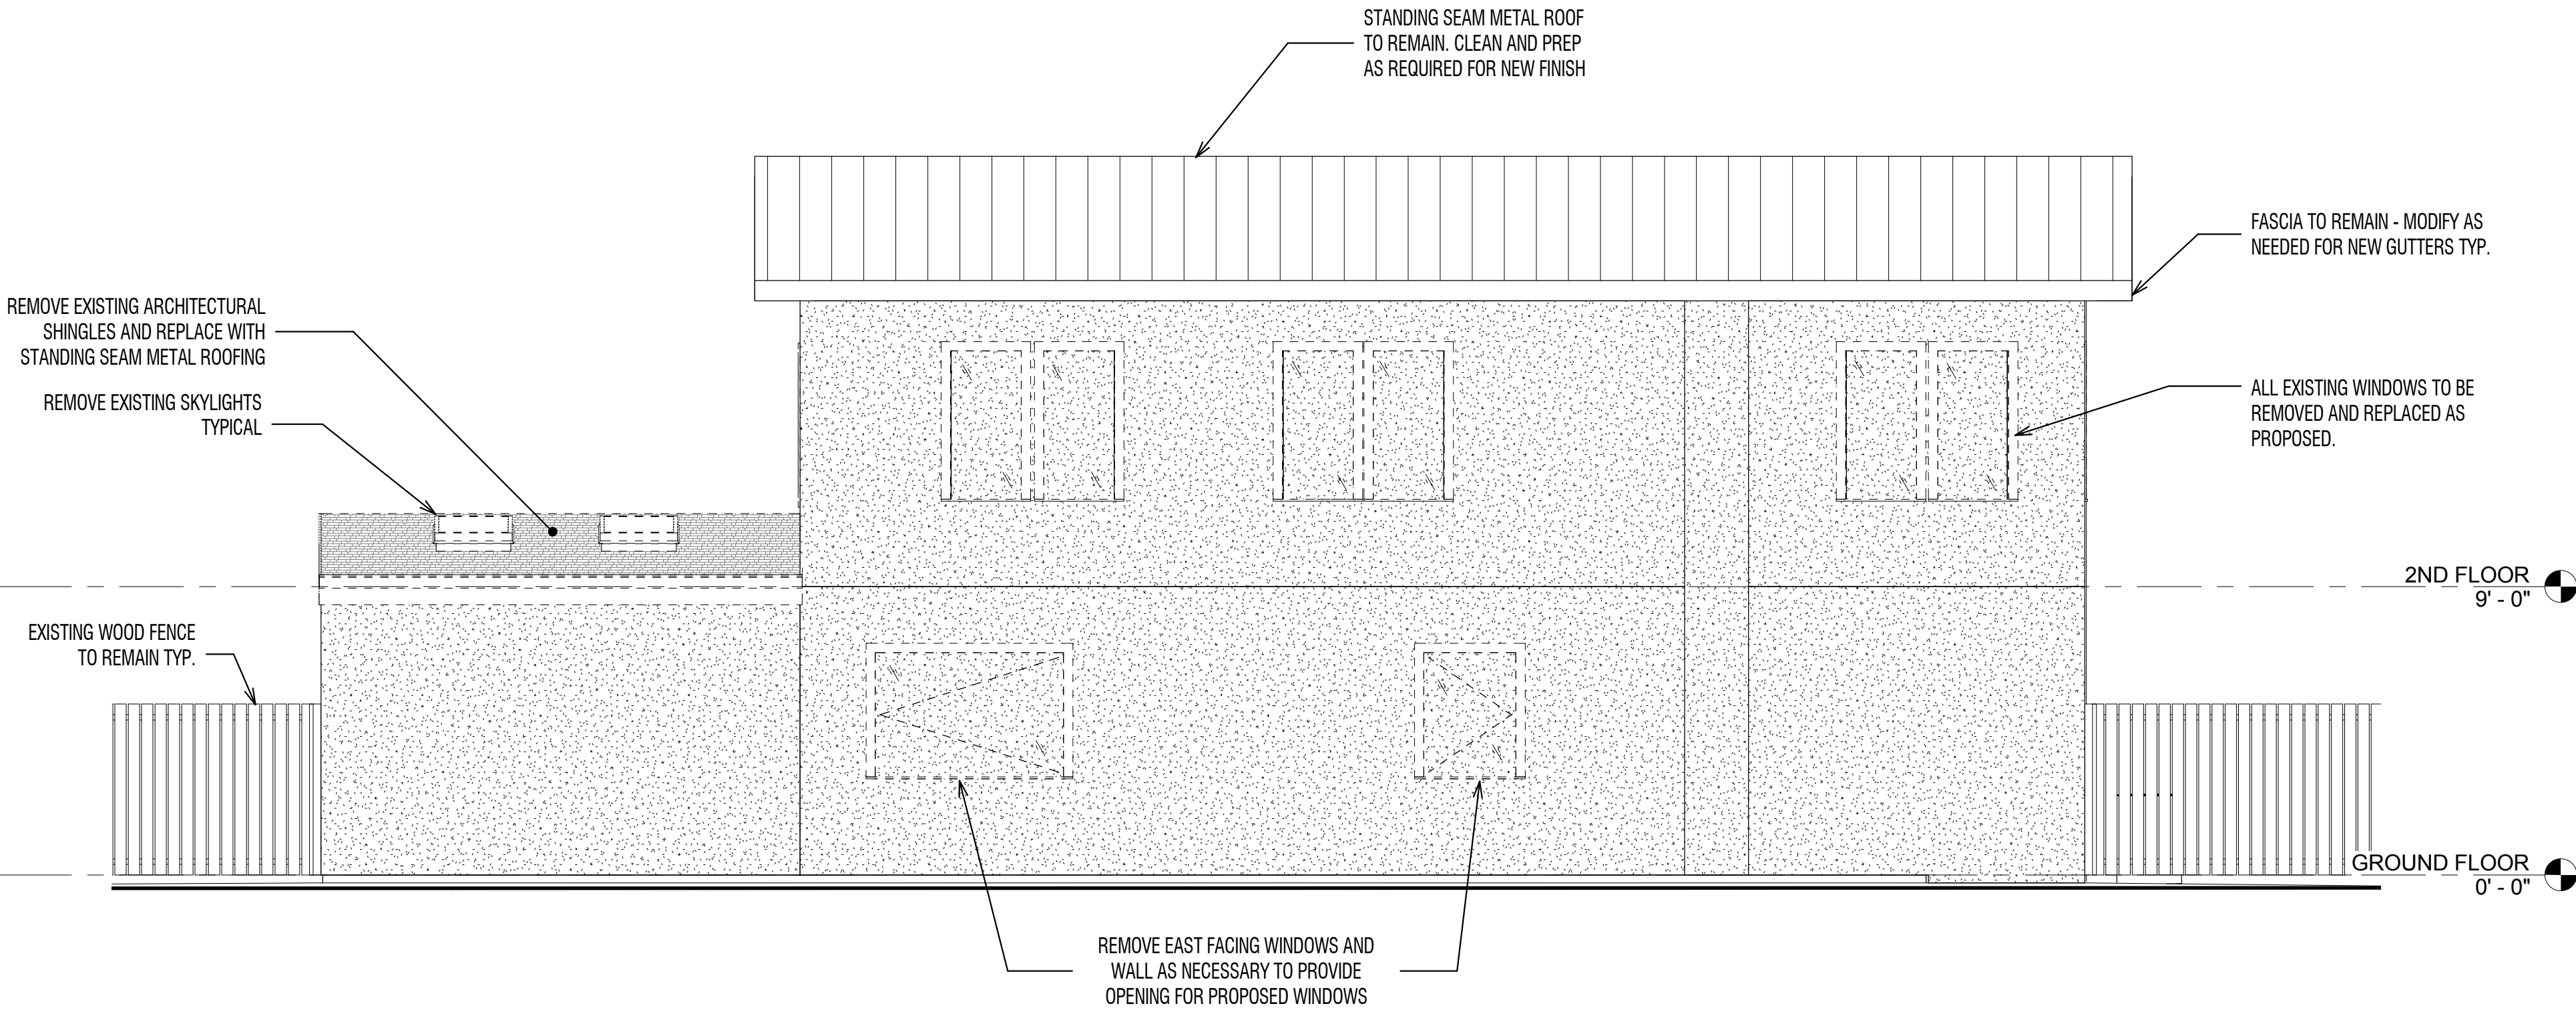 STANDING SEAM METAL ROOF
TO REMAIN. CLEAN AND PREP
AS REQUIRED FOR NEW FINISH
FASCIA TO REMAIN - MODIFY AS
NEEDED FOR NEW GUTTERS TYP.
REMOVE EXISTING ARCHITECTURAL
SHINGLES AND REPLACE WITH
STANDING SEAM METAL ROOFING
REMOVE EXISTING SKYLIGHTS
TYPICAL
ALL EXISTING WINDOWS TO BE
REMOVED AND REPLACED AS
PROPOSED.
2ND FLOOR
9' - 0"
EXISTING WOOD FENCE
TO REMAIN TYP.
GROUND FLOOR
0' - 0"
REMOVE EAST FACING WINDOWS AND
WALL AS NECESSARY TO PROVIDE
OPENING FOR PROPOSED WINDOWS